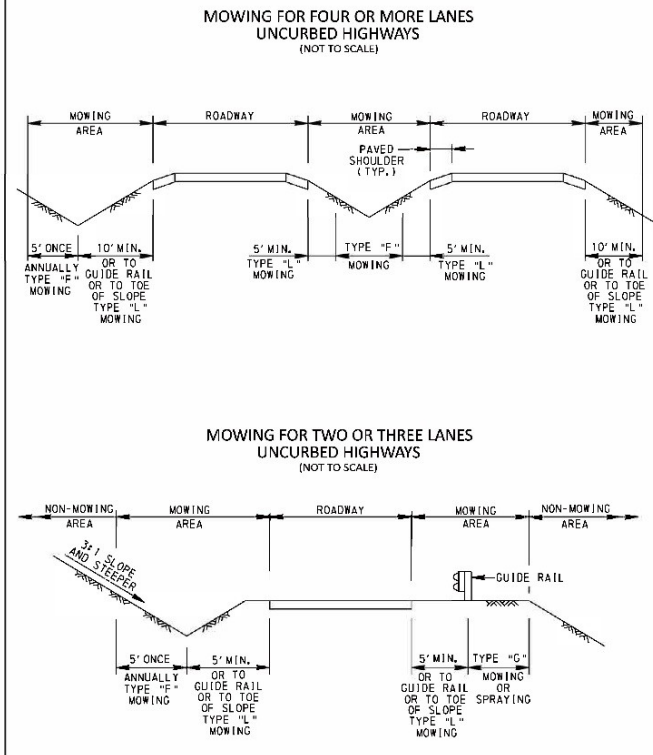 MOWING FOR FOUR OR MORE LANES
UNCURBED HIGHWAYS
(NOT TO SCALE)
MOWING
AREA
ROADWAY
MOWING
AREA
ROADWAY
MOWING
AREA
PAVED
SHOULDER
(TYP.)
5' ONCE
ANNUALLY
TYPE "F"
MOWING
10' MIN.
OR TO
GUIDE RAIL
OR TO TOE
OF SLOPE
TYPE "L"
MOWING
5' MIN.
TYPE "L"
MOWING
TYPE "F"
MOWING
5' MIN.
TYPE "L"
MOWING
10' MIN.
OR TO
GUIDE RAIL
OR TO TOE
OF SLOPE
TYPE "L"
MOWING
MOWING FOR TWO OR THREE LANES
UNCURBED HIGHWAYS
(NOT TO SCALE)
NON-MOWING
AREA
MOWING
AREA
ROADWAY
MOWING
AREA
NON-MOWING
AREA
3:1 SLOPE
AND STEEPER
GUIDE RAIL
5' ONCE
ANNUALLY
TYPE "F"
MOWING
5' MIN.
OR TO
GUIDE RAIL
OR TO TOE
OF SLOPE
TYPE "L"
MOWING
5' MIN.
OR TO
GUIDE RAIL
OR TO TOE
OF SLOPE
TYPE "L"
MOWING
TYPE "G"
MOWING
OR
SPRAYING